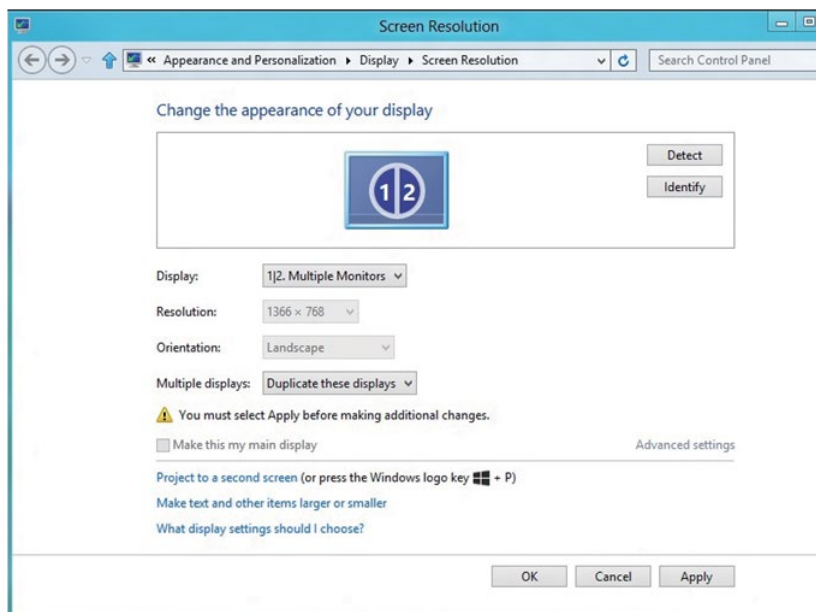 Screen Resolution
« Appearance and Personalization ▸ Display ▸ Screen Resolution
Search Control Panel
Change the appearance of your display
1|2
Detect
Identify
Display: 1|2. Multiple Monitors
Resolution: 1366 × 768
Orientation: Landscape
Multiple displays: Duplicate these displays
You must select Apply before making additional changes.
Make this my main display Advanced settings
Project to a second screen (or press the Windows logo key + P)
Make text and other items larger or smaller
What display settings should I choose?
OK Cancel Apply